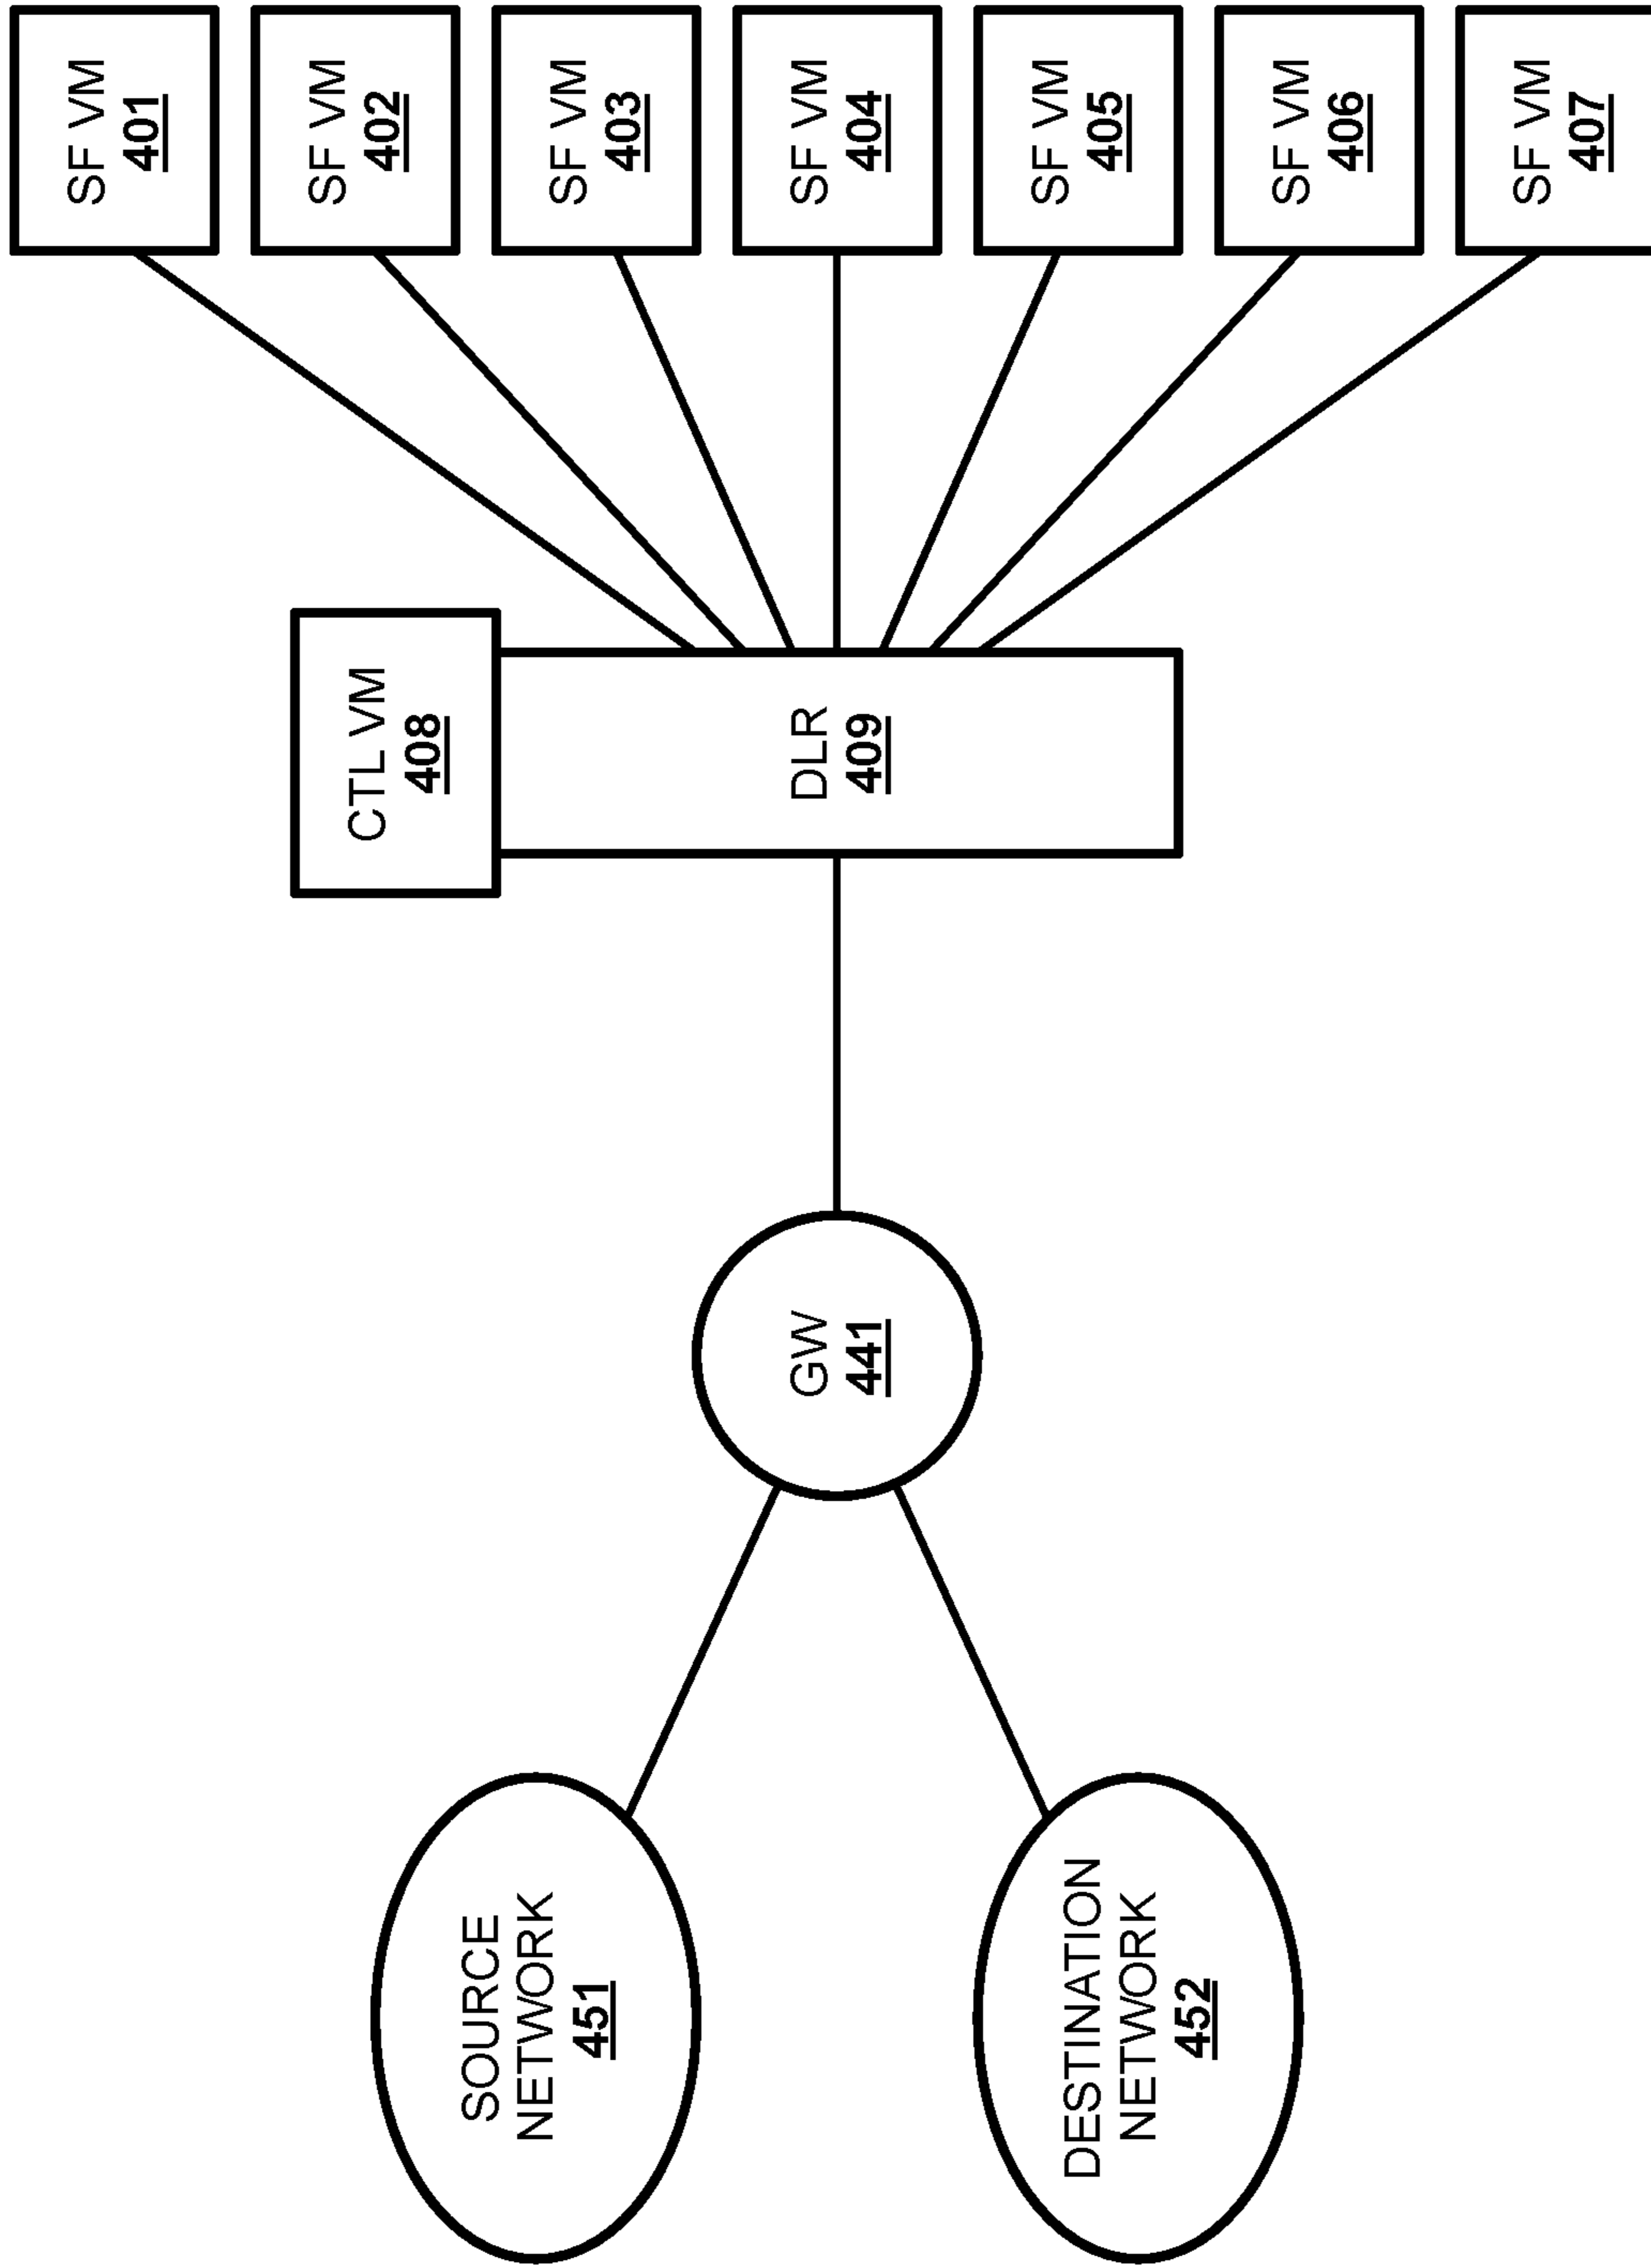 SF VM
401
SF VM
402
CTL VM
408
SOURCE
NETWORK
451
SF VM
403
GW
441
DLR
409
SF VM
404
DESTINATION
NETWORK
452
SF VM
405
SF VM
406
SF VM
407